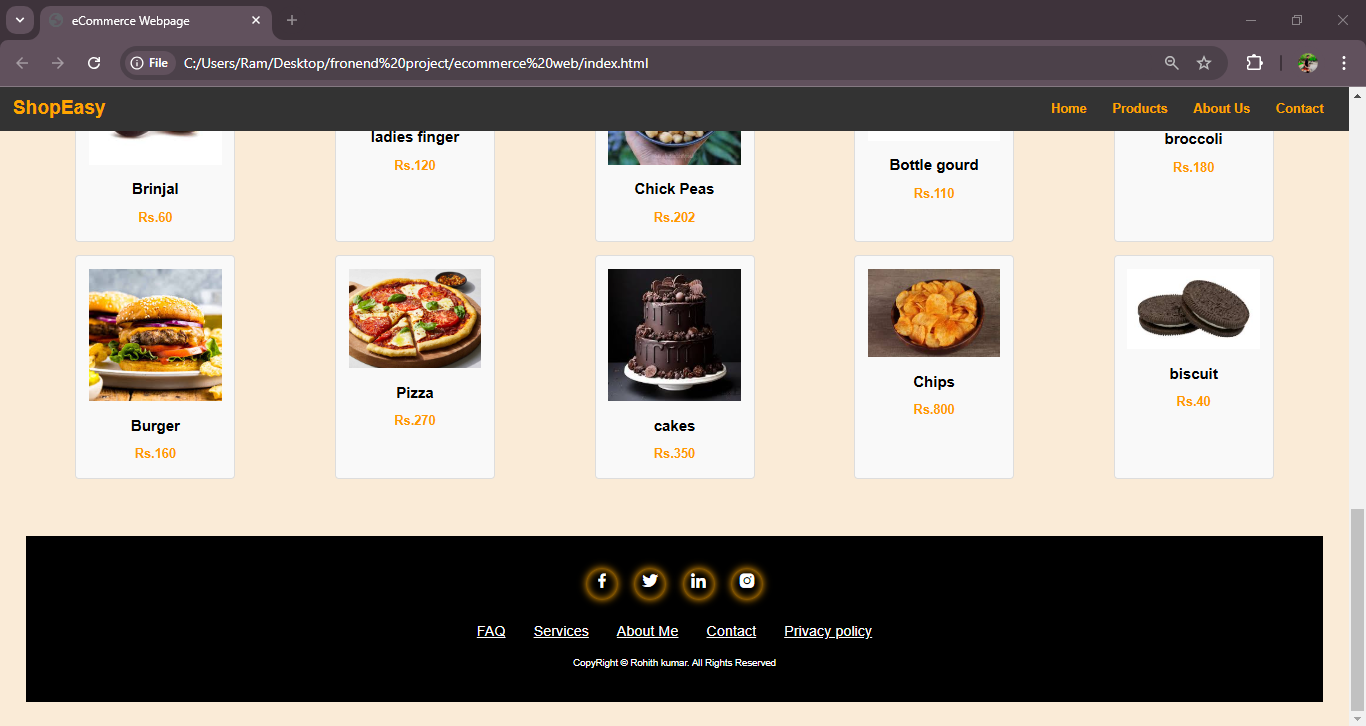 eCommerce Webpage
File C:/Users/Ram/Desktop/fronend%20project/ecommerce%20web/index.html
ShopEasy Home Products About Us Contact
Brinjal
Rs.60
ladies finger
Rs.120
Chick Peas
Rs.202
Bottle gourd
Rs.110
broccoli
Rs.180
Burger
Rs.160
Pizza
Rs.270
cakes
Rs.350
Chips
Rs.800
biscuit
Rs.40
FAQ Services About Me Contact Privacy policy
CopyRight © Rohith kumar. All Rights Reserved